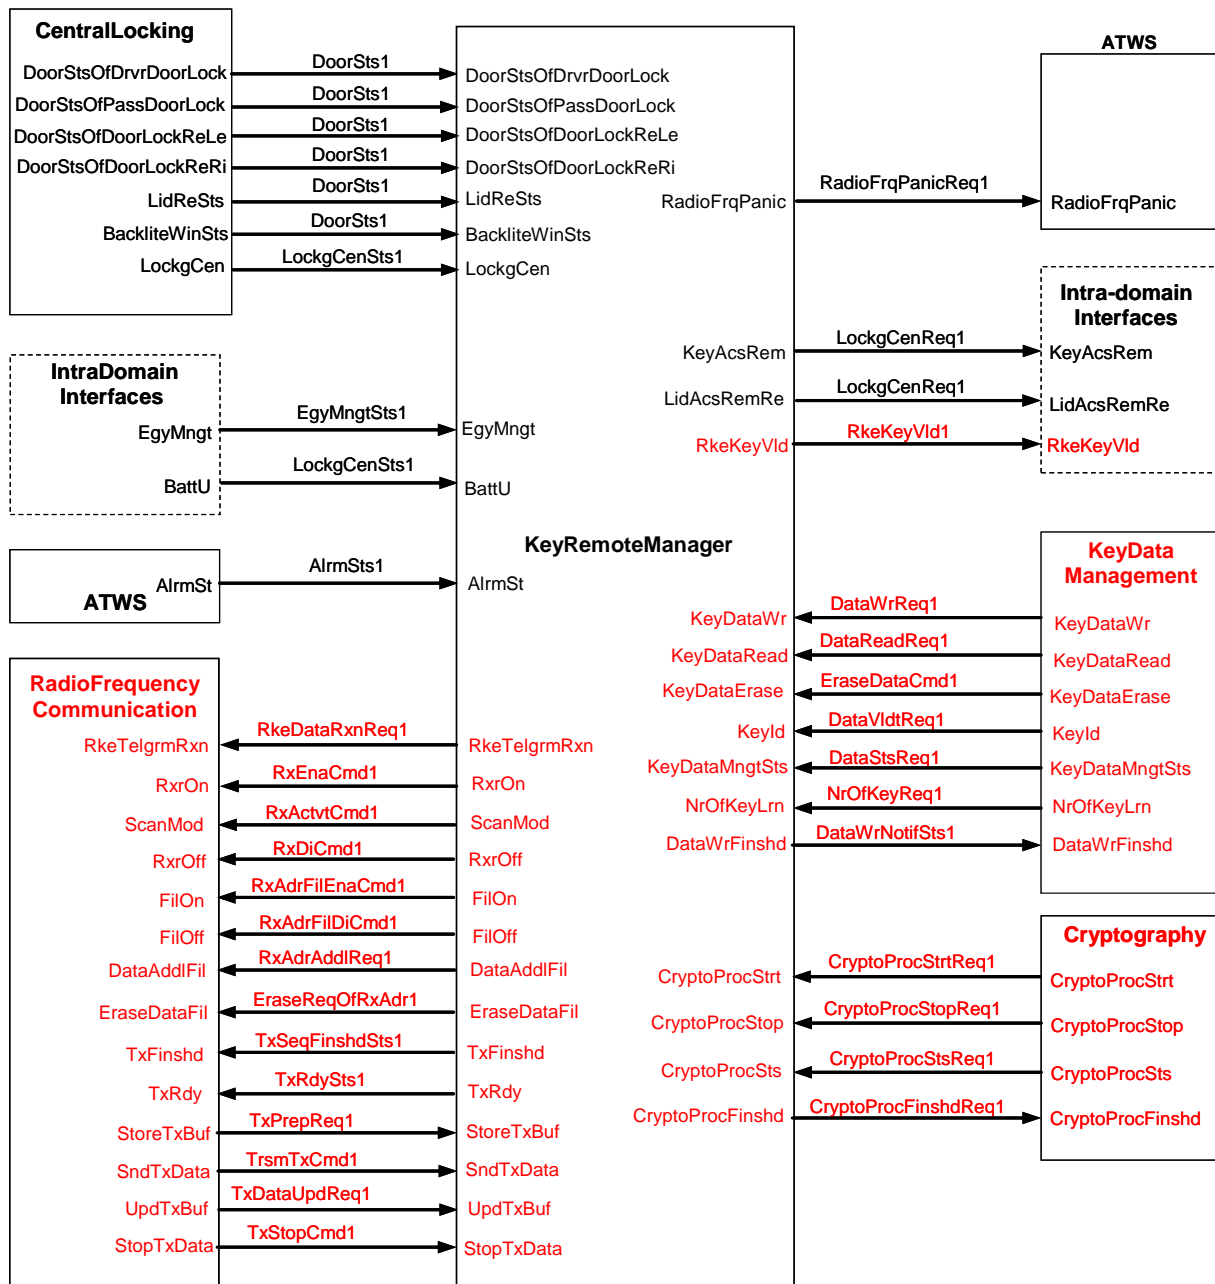 CentralLocking
DoorStsOfDrvrDoorLock
DoorStsOfPassDoorLock
DoorStsOfDoorLockReLe
DoorStsOfDoorLockReRi
LidReSts
BackliteWinSts
LockgCen
DoorSts1
DoorSts1
DoorSts1
DoorSts1
DoorSts1
DoorSts1
LockgCenSts1
IntraDomain
Interfaces
EgyMngt
BattU
EgyMngtSts1
LockgCenSts1
AlrmSt
ATWS
AlrmSts1
RadioFrequency
Communication
RkeTelgrmRxn
RxrOn
ScanMod
RxrOff
FilOn
FilOff
DataAddlFil
EraseDataFil
TxFinshd
TxRdy
StoreTxBuf
SndTxData
UpdTxBuf
StopTxData
RkeDataRxnReq1
RxEnaCmd1
RxActvtCmd1
RxDiCmd1
RxAdrFilEnaCmd1
RxAdrFilDiCmd1
RxAdrAddlReq1
EraseReqOfRxAdr1
TxSeqFinshdSts1
TxRdySts1
TxPrepReq1
TrsmTxCmd1
TxDataUpdReq1
TxStopCmd1
DoorStsOfDrvrDoorLock
DoorStsOfPassDoorLock
DoorStsOfDoorLockReLe
DoorStsOfDoorLockReRi
LidReSts
BackliteWinSts
LockgCen
EgyMngt
BattU
KeyRemoteManager
AlrmSt
RkeTelgrmRxn
RxrOn
ScanMod
RxrOff
FilOn
FilOff
DataAddlFil
EraseDataFil
TxFinshd
TxRdy
StoreTxBuf
SndTxData
UpdTxBuf
StopTxData
RadioFrqPanic
KeyAcsRem
LidAcsRemRe
RkeKeyVld
KeyDataWr
KeyDataRead
KeyDataErase
KeyId
KeyDataMngtSts
NrOfKeyLrn
DataWrFinshd
CryptoProcStrt
CryptoProcStop
CryptoProcSts
CryptoProcFinshd
RadioFrqPanicReq1
LockgCenReq1
LockgCenReq1
RkeKeyVld1
DataWrReq1
DataReadReq1
EraseDataCmd1
DataVldtReq1
DataStsReq1
NrOfKeyReq1
DataWrNotifSts1
CryptoProcStrtReq1
CryptoProcStopReq1
CryptoProcStsReq1
CryptoProcFinshdReq1
ATWS
RadioFrqPanic
Intra-domain
Interfaces
KeyAcsRem
LidAcsRemRe
RkeKeyVld
KeyData
Management
KeyDataWr
KeyDataRead
KeyDataErase
KeyId
KeyDataMngtSts
NrOfKeyLrn
DataWrFinshd
Cryptography
CryptoProcStrt
CryptoProcStop
CryptoProcSts
CryptoProcFinshd